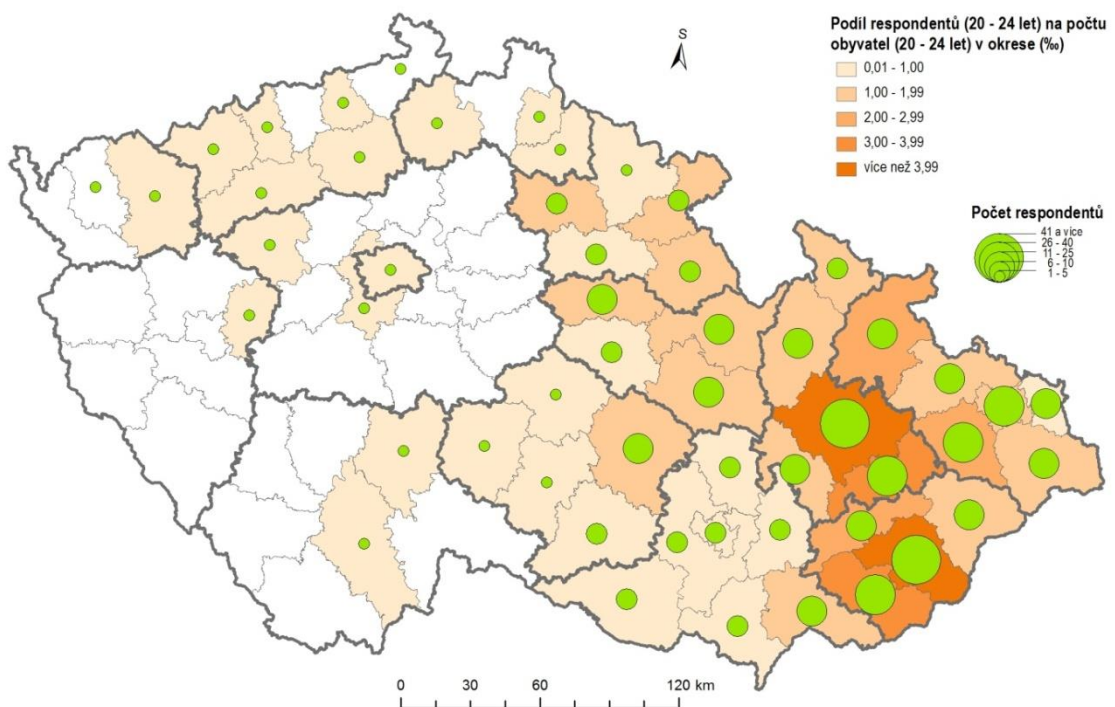 Podíl respondentů (20 - 24 let) na počtu
obyvatel (20 - 24 let) v okrese (‰)
0,01 - 1,00
1,00 - 1,99
2,00 - 2,99
3,00 - 3,99
více než 3,99
S
Počet respondentů
41 a více
26 - 40
11 - 25
6 - 10
1 - 5
0 30 60 120 km